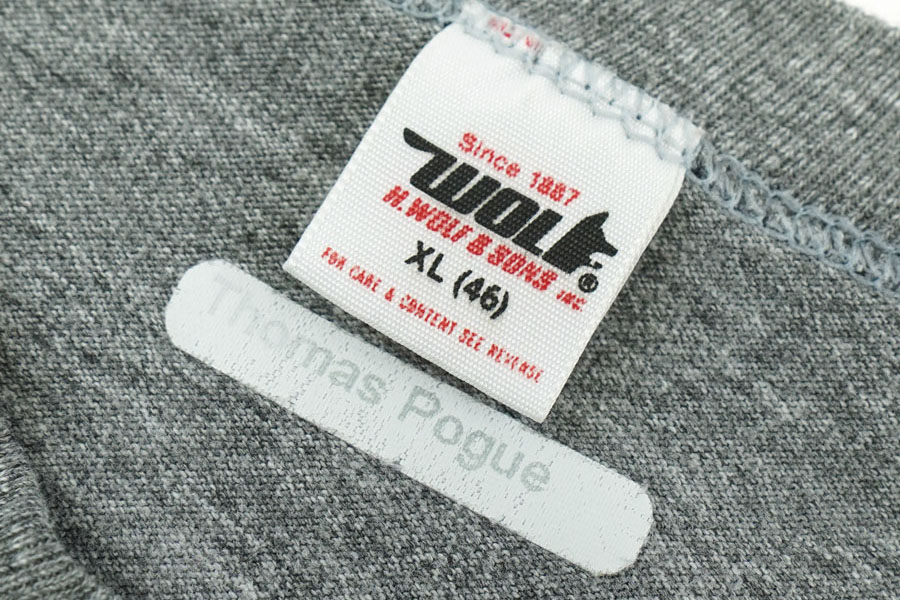 Since 1887
WOLF®
H. WOLF & SONS INC.
XL (46)
FOR CARE & CONTENT SEE REVERSE
Thomas Pogue